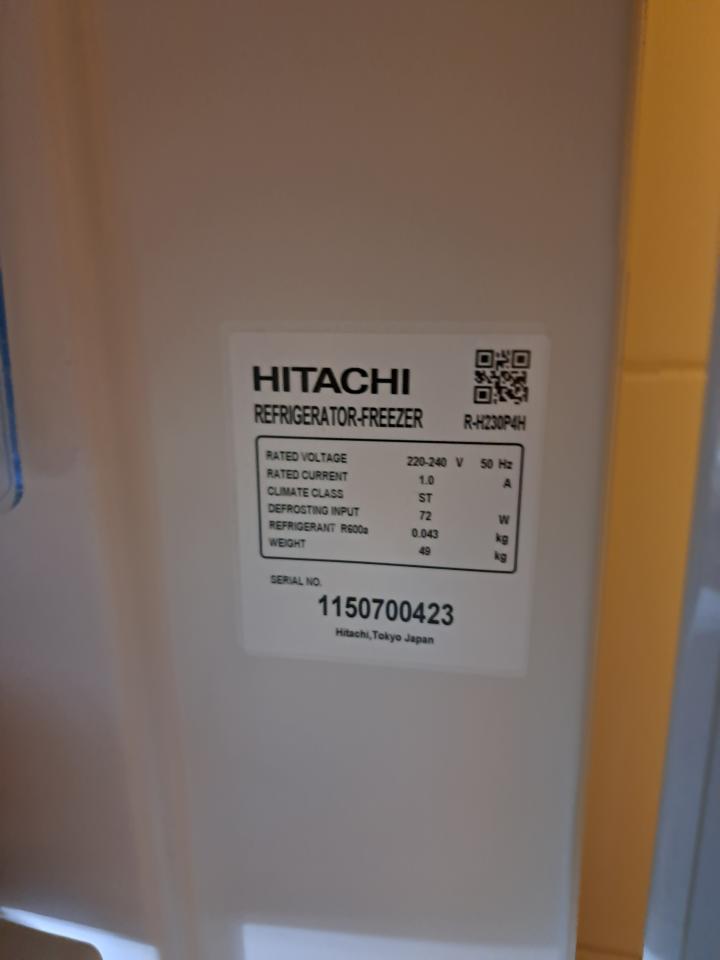 HITACHI
REFRIGERATOR-FREEZER R-H230P4H
RATED VOLTAGE 220-240 V 50 Hz
RATED CURRENT 1.0 A
CLIMATE CLASS ST
DEFROSTING INPUT 72 W
REFRIGERANT R600a 0.043 kg
WEIGHT 49 kg
SERIAL NO.
1150700423
Hitachi,Tokyo Japan